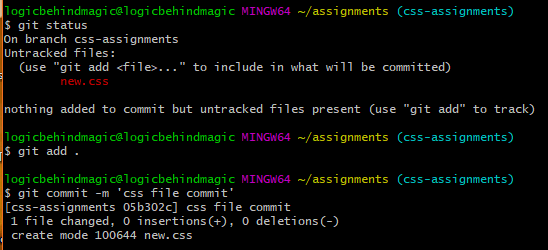 logicbehindmagic@logicbehindmagic MINGW64 ~/assignments (css-assignments)
$ git status
On branch css-assignments
Untracked files:
  (use "git add <file>..." to include in what will be committed)
        new.css

nothing added to commit but untracked files present (use "git add" to track)

logicbehindmagic@logicbehindmagic MINGW64 ~/assignments (css-assignments)
$ git add .

logicbehindmagic@logicbehindmagic MINGW64 ~/assignments (css-assignments)
$ git commit -m 'css file commit'
[css-assignments 05b302c] css file commit
 1 file changed, 0 insertions(+), 0 deletions(-)
 create mode 100644 new.css